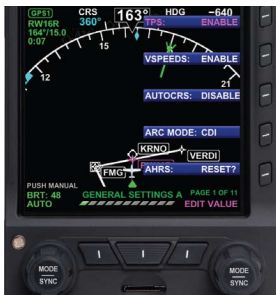 GPS1 CRS 163° HDG -640
RW16R 360° TPS: ENABLE
164°/15.0
0:07
VSPEEDS: ENABLE
12 21
AUTOCRS: DISABLE
ARC MODE: CDI
KRNO
VERDI
FMG
AHRS: RESET?
PUSH MANUAL
BRT: 48 GENERAL SETTINGS A PAGE 1 OF 11
AUTO EDIT VALUE
MODE MODE
SYNC SYNC